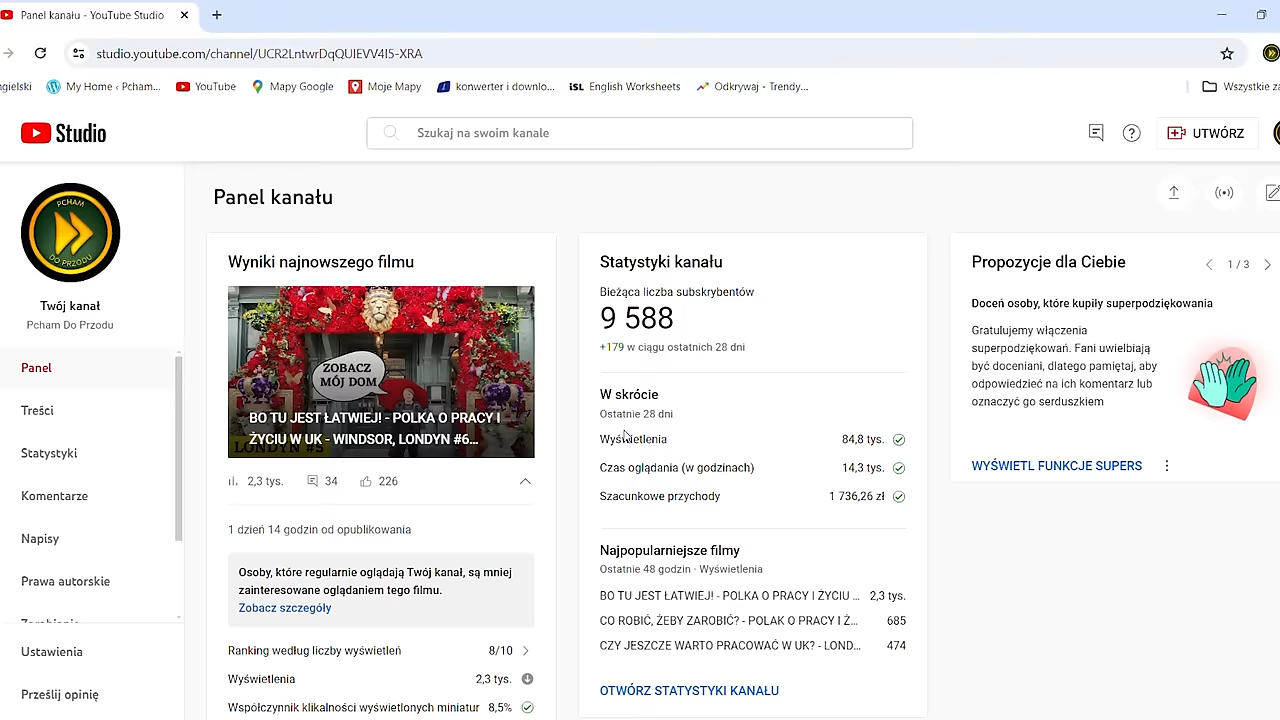 Panel kanału - YouTube Studio
studio.youtube.com/channel/UCR2LntwrDqQUIEVV4I5-XRA
gielski
My Home ‹ Pcham...
YouTube
Mapy Google
Moje Mapy
konwerter i downlo...
iSL English Worksheets
Odkrywaj - Trendy...
Wszystkie za
Studio
Szukaj na swoim kanale
UTWÓRZ
PCHAM
DO PRZODU
Twój kanał
Pcham Do Przodu
Panel
Treści
Statystyki
Komentarze
Napisy
Prawa autorskie
Zarabianie
Ustawienia
Prześlij opinię
Panel kanału
Wyniki najnowszego filmu
ZOBACZ
MÓJ DOM
BO TU JEST ŁATWIEJ! - POLKA O PRACY I
ŻYCIU W UK - WINDSOR, LONDYN #6...
LONDYN #5
2,3 tys.
34
226
1 dzień 14 godzin od opublikowania
Osoby, które regularnie oglądają Twój kanał, są mniej
zainteresowane oglądaniem tego filmu.
Zobacz szczegóły
Ranking według liczby wyświetleń 8/10
Wyświetlenia 2,3 tys.
Współczynnik klikalności wyświetlonych miniatur 8,5%
Statystyki kanału
Bieżąca liczba subskrybentów
9 588
+179 w ciągu ostatnich 28 dni
W skrócie
Ostatnie 28 dni
Wyświetlenia 84,8 tys.
Czas oglądania (w godzinach) 14,3 tys.
Szacunkowe przychody 1 736,26 zł
Najpopularniejsze filmy
Ostatnie 48 godzin · Wyświetlenia
BO TU JEST ŁATWIEJ! - POLKA O PRACY I ŻYCIU ... 2,3 tys.
CO ROBIĆ, ŻEBY ZAROBIĆ? - POLAK O PRACY I Ż... 685
CZY JESZCZE WARTO PRACOWAĆ W UK? - LOND... 474
OTWÓRZ STATYSTYKI KANAŁU
Propozycje dla Ciebie
1 / 3
Doceń osoby, które kupiły superpodziękowania
Gratulujemy włączenia
superpodziękowań. Fani uwielbiają
być doceniani, dlatego pamiętaj, aby
odpowiedzieć na ich komentarz lub
oznaczyć go serduszkiem
WYŚWIETL FUNKCJE SUPERS